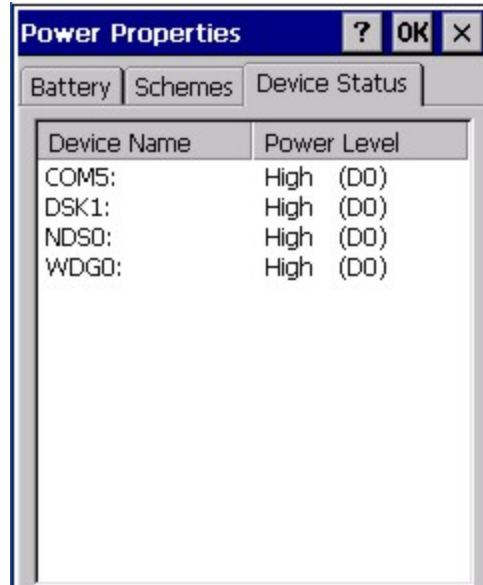 Power Properties ? OK ×
Battery Schemes Device Status
Device Name Power Level
COM5: High (D0)
DSK1: High (D0)
NDS0: High (D0)
WDG0: High (D0)